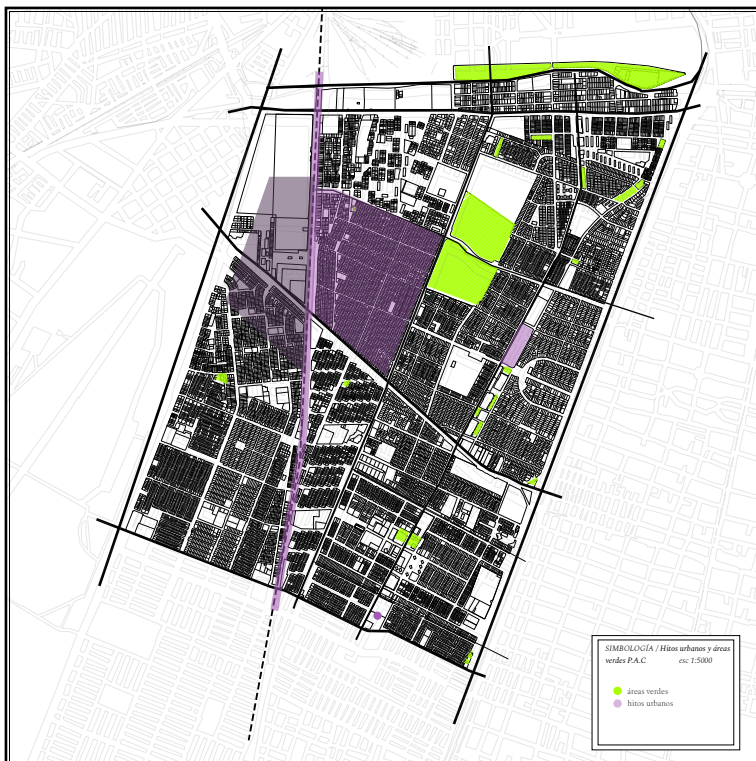 SIMBOLOGÍA / Hitos urbanos y áreas
verdes P.A.C esc 1:5000
áreas verdes
hitos urbanos